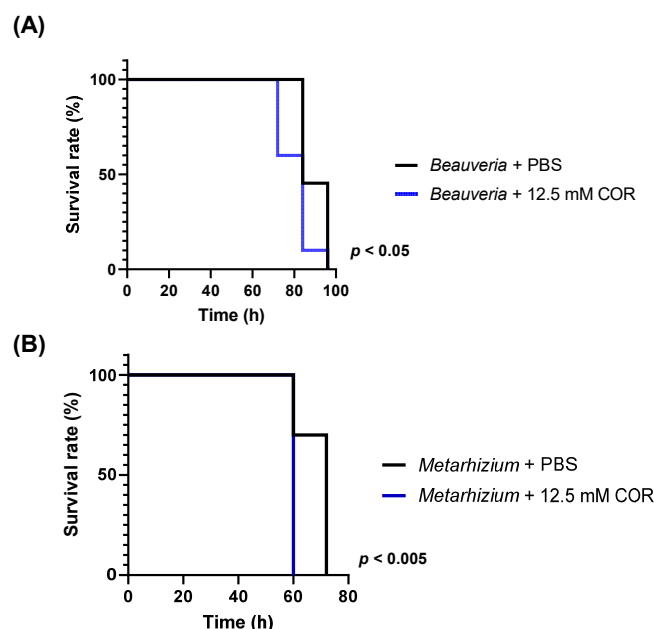 (A)
Survival rate (%)
100
50
0
0 20 40 60 80 100
Time (h)
Beauveria + PBS
Beauveria + 12.5 mM COR
p < 0.05
(B)
Survival rate (%)
100
50
0
0 20 40 60 80
Time (h)
Metarhizium + PBS
Metarhizium + 12.5 mM COR
p < 0.005